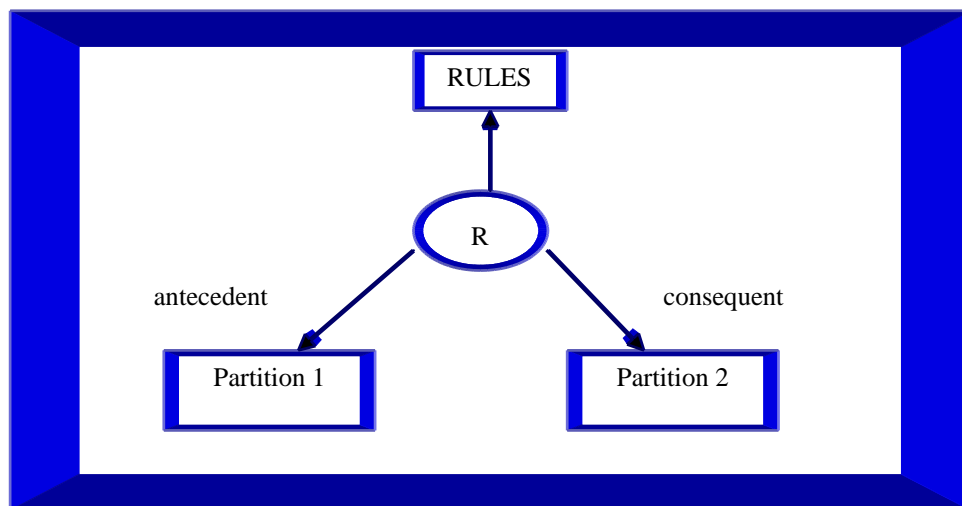 RULES
R
antecedent
consequent
Partition 1
Partition 2